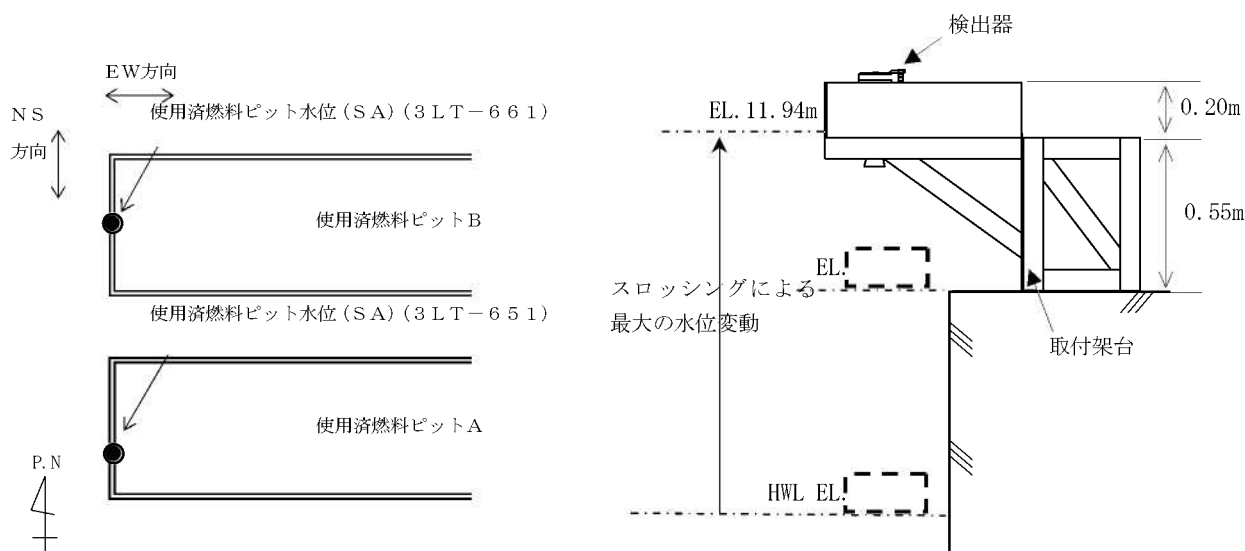 EW方向
NS
方向
使用済燃料ピット水位(SA)(3LT-661)
使用済燃料ピットB
使用済燃料ピット水位(SA)(3LT-651)
使用済燃料ピットA
P.N
検出器
EL.11.94m
0.20m
0.55m
EL.
スロッシングによる
最大の水位変動
取付架台
HWL EL.